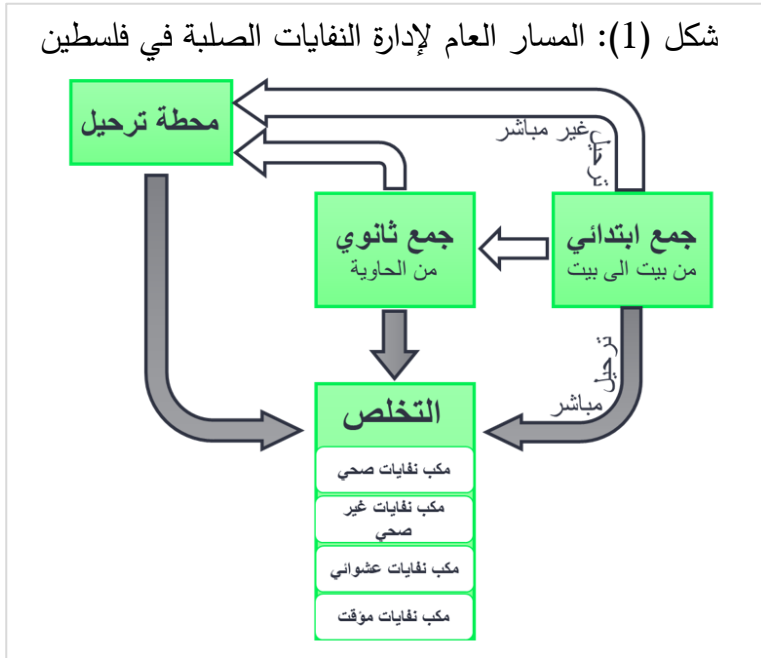 شكل (1): المسار العام لإدارة النفايات الصلبة في فلسطين
محطة ترحيل
ترحيل غير مباشر
جمع ابتدائي
من بيت الى بيت
جمع ثانوي
من الحاوية
ترحيل مباشر
التخلص
مكب نفايات صحي
مكب نفايات غير
صحي
مكب نفايات عشوائي
مكب نفايات مؤقت